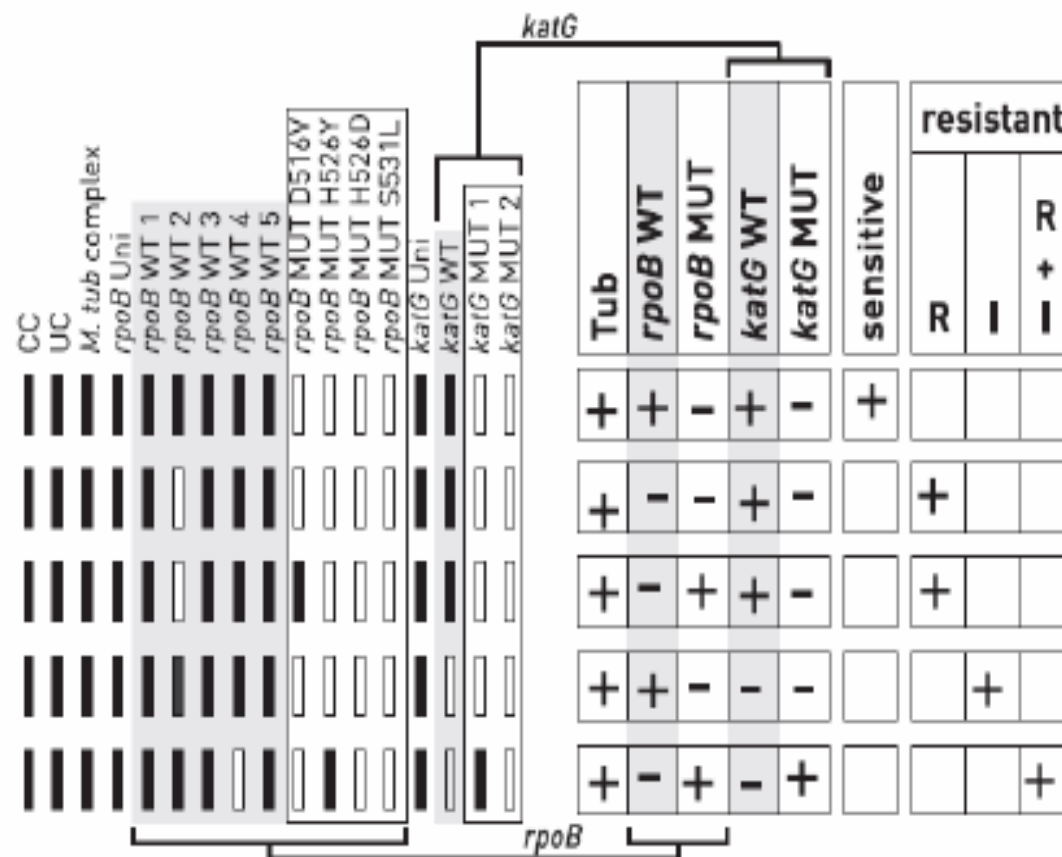 katG
CC
UC
M. tub complex
rpoB Uni
rpoB WT 1
rpoB WT 2
rpoB WT 3
rpoB WT 4
rpoB WT 5
rpoB MUT D516V
rpoB MUT H526Y
rpoB MUT H526D
rpoB MUT S531L
katG Uni
katG WT
katG MUT 1
katG MUT 2
Tub
rpoB WT
rpoB MUT
katG WT
katG MUT
sensitive
resistant
R
I
R + I
+ + - + - +
+ - - + - +
+ - + + - +
+ + - - - +
+ - + - + +
rpoB